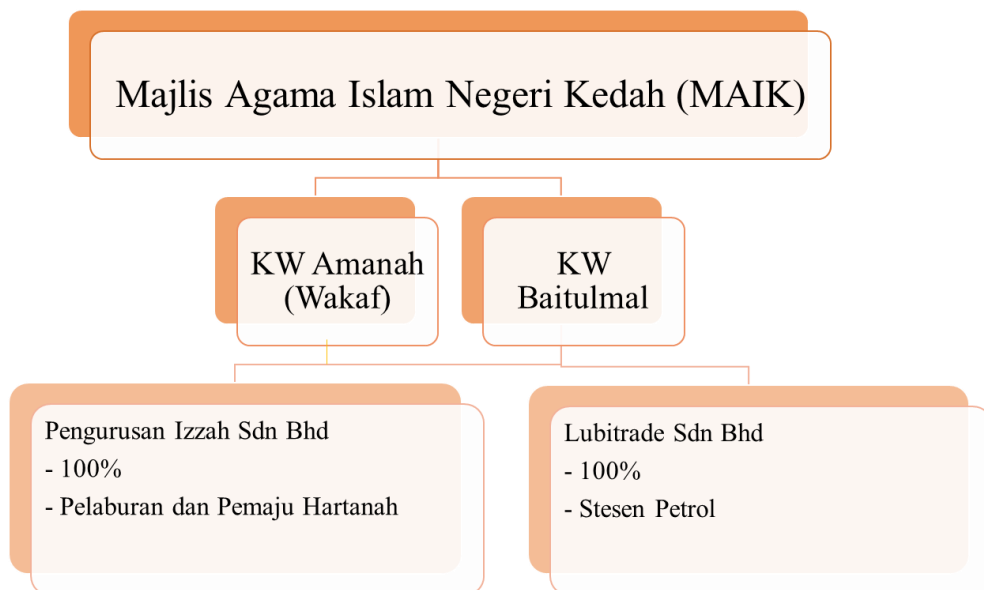 Majlis Agama Islam Negeri Kedah (MAIK)
KW Amanah
(Wakaf)
KW
Baitulmal
Pengurusan Izzah Sdn Bhd
- 100%
- Pelaburan dan Pemaju Hartanah
Lubitrade Sdn Bhd
- 100%
- Stesen Petrol